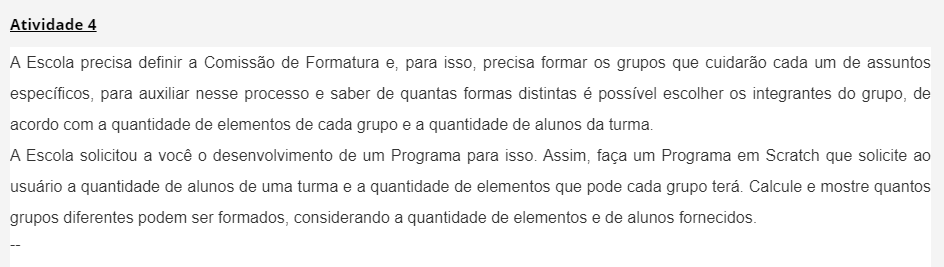 Atividade 4
A Escola precisa definir a Comissão de Formatura e, para isso, precisa formar os grupos que cuidarão cada um de assuntos
específicos, para auxiliar nesse processo e saber de quantas formas distintas é possível escolher os integrantes do grupo, de
acordo com a quantidade de elementos de cada grupo e a quantidade de alunos da turma.
A Escola solicitou a você o desenvolvimento de um Programa para isso. Assim, faça um Programa em Scratch que solicite ao
usuário a quantidade de alunos de uma turma e a quantidade de elementos que pode cada grupo terá. Calcule e mostre quantos
grupos diferentes podem ser formados, considerando a quantidade de elementos e de alunos fornecidos.
--